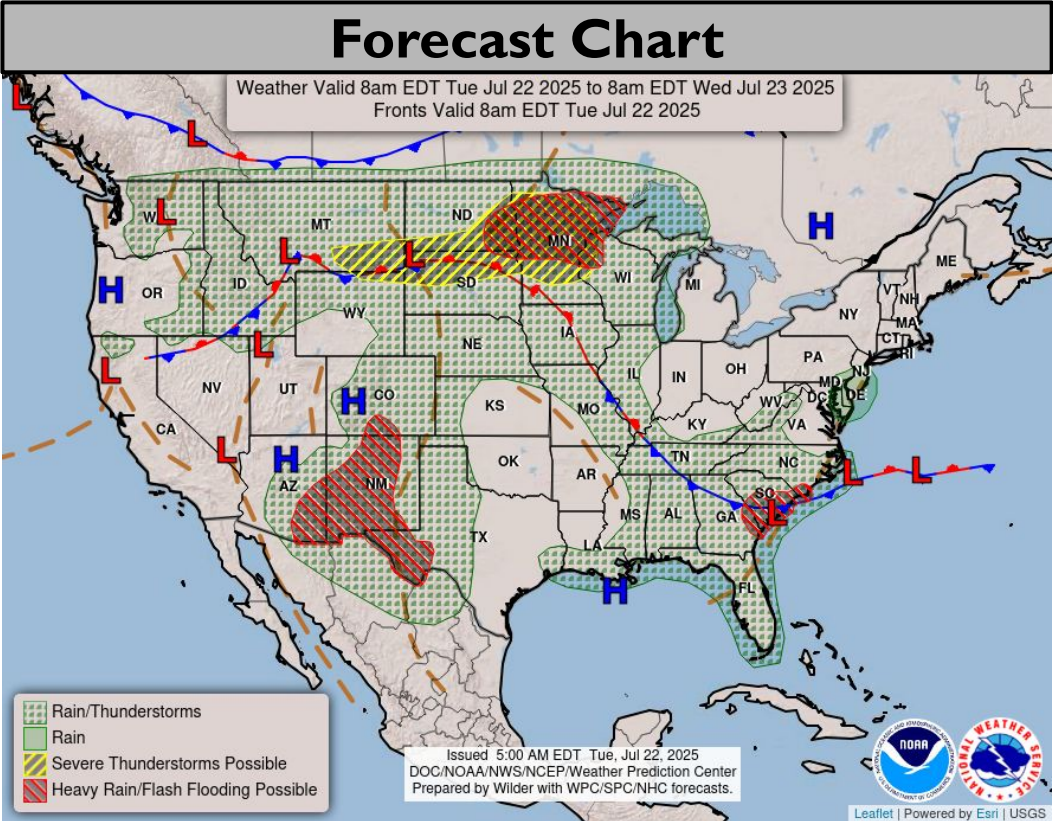 Forecast Chart
Weather Valid 8am EDT Tue Jul 22 2025 to 8am EDT Wed Jul 23 2025
Fronts Valid 8am EDT Tue Jul 22 2025
L
L
W
L
MT
ND
MN
H
ME
L
L
H
OR
ID
SD
WI
MI
VT
NH
WY
IA
NY
MA
CT
RI
L
NE
PA
L
NV
UT
H
CO
IL
IN
OH
NJ
MD
DE
DC
KS
MO
WV
KY
VA
CA
L
H
OK
TN
NC
L
L
AZ
NM
AR
SC
L
MS
AL
GA
TX
LA
H
FL
Rain/Thunderstorms
Rain
Severe Thunderstorms Possible
Heavy Rain/Flash Flooding Possible
Issued 5:00 AM EDT Tue, Jul 22, 2025
DOC/NOAA/NWS/NCEP/Weather Prediction Center
Prepared by Wilder with WPC/SPC/NHC forecasts.
NOAA
NATIONAL WEATHER SERVICE
Leaflet | Powered by Esri | USGS